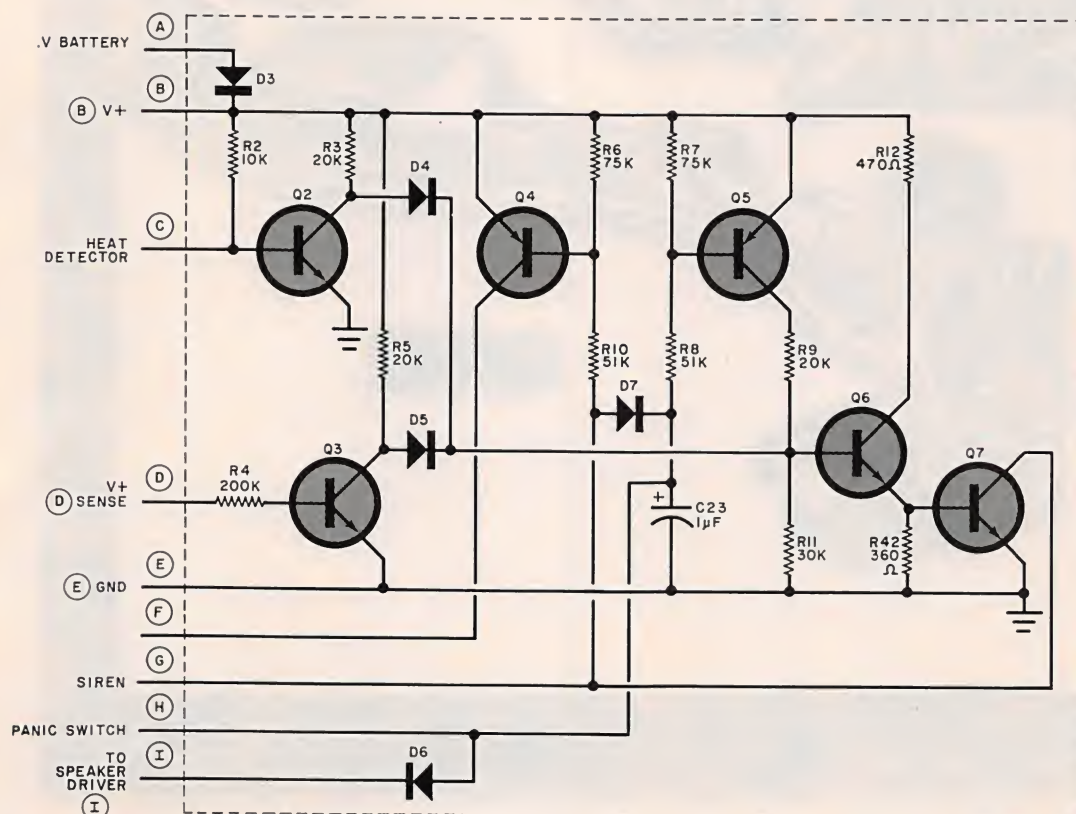 A
.V BATTERY
D3
B
B V+
R2
10K
R3
20K
D4
R6
75K
R7
75K
R12
470Ω
Q2
Q4
Q5
C
HEAT
DETECTOR
R5
20K
R10
51K
R8
51K
R9
20K
D7
Q6
D5
Q3
Q7
R4
200K
D
V+
D SENSE
+
C23
1µF
R11
30K
R42
360
Ω
E
E GND
F
G
SIREN
H
PANIC SWITCH
D6
I
TO
SPEAKER
DRIVER
I